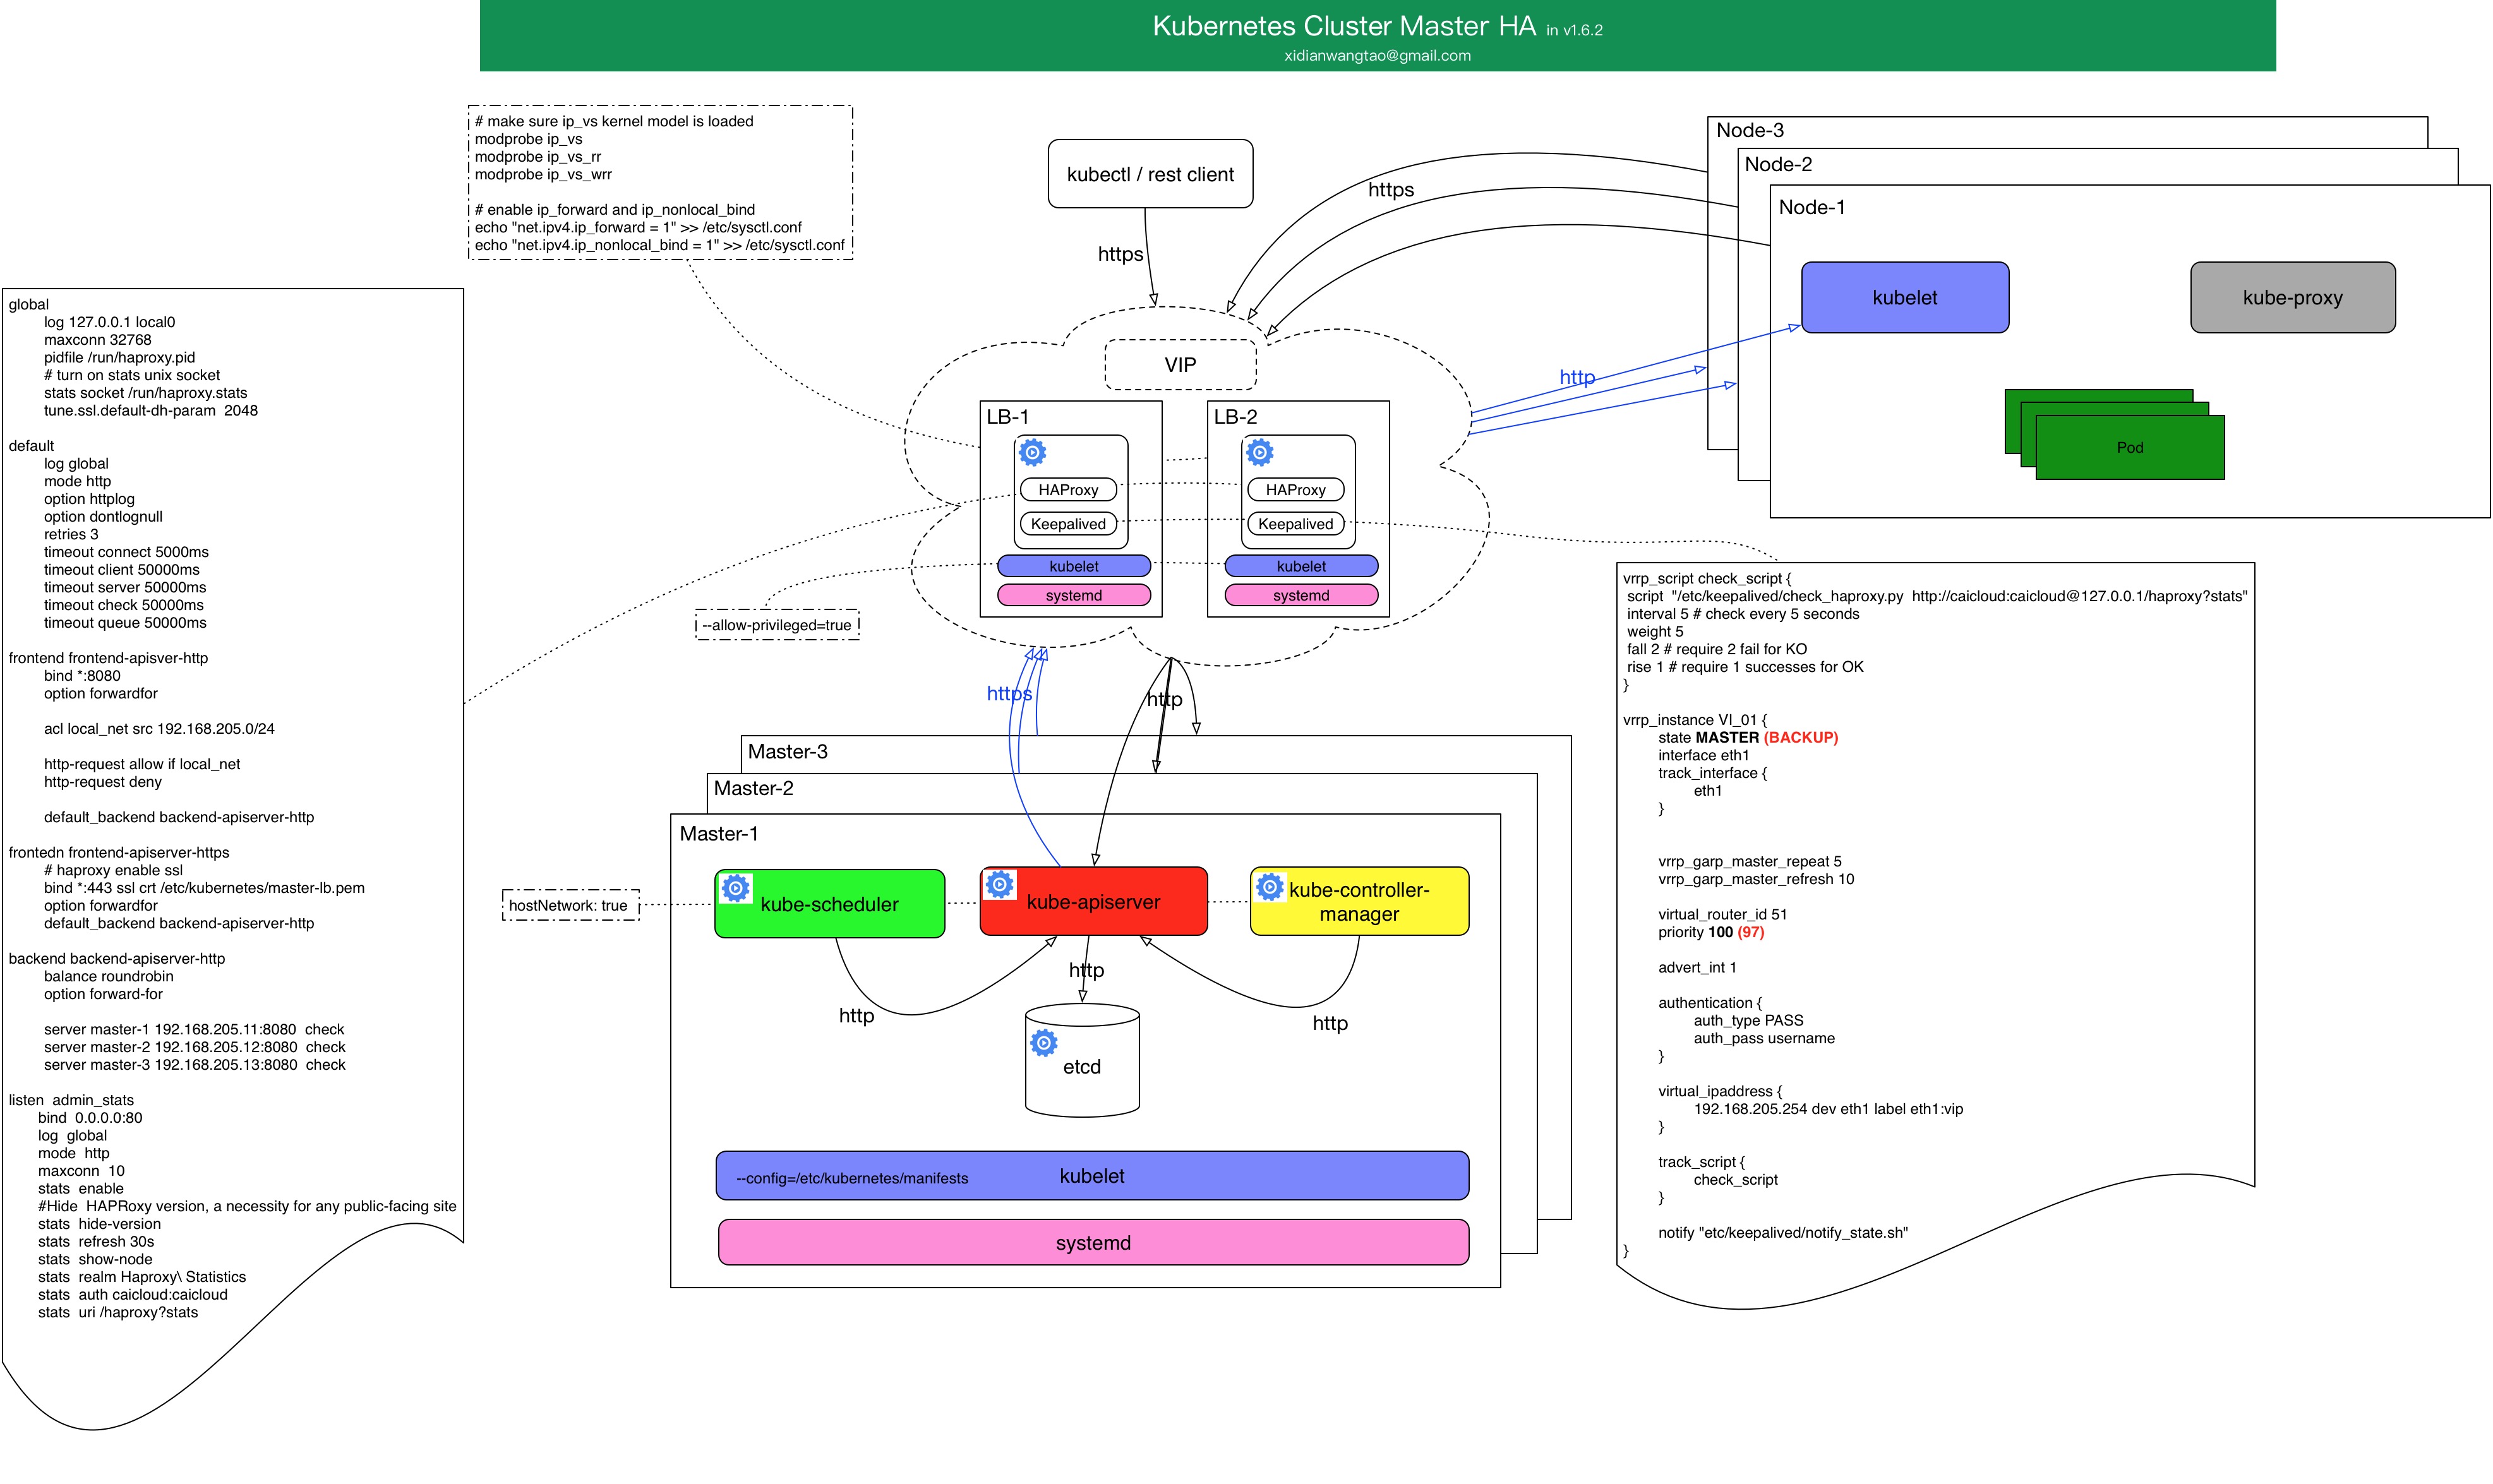 Kubernetes Cluster Master HA in v1.6.2
xidianwangtao@gmail.com
# make sure ip_vs kernel model is loaded
modprobe ip_vs
modprobe ip_vs_rr
modprobe ip_vs_wrr
# enable ip_forward and ip_nonlocal_bind
echo "net.ipv4.ip_forward = 1" >> /etc/sysctl.conf
echo "net.ipv4.ip_nonlocal_bind = 1" >> /etc/sysctl.conf
kubectl / rest client
https
https
Node-3
Node-2
Node-1
kubelet
kube-proxy
Pod
http
VIP
LB-1
HAProxy
Keepalived
kubelet
systemd
LB-2
HAProxy
Keepalived
kubelet
systemd
--allow-privileged=true
https
http
global
log 127.0.0.1 local0
maxconn 32768
pidfile /run/haproxy.pid
# turn on stats unix socket
stats socket /run/haproxy.stats
tune.ssl.default-dh-param  2048
default
log global
mode http
option httplog
option dontlognull
retries 3
timeout connect 5000ms
timeout client 50000ms
timeout server 50000ms
timeout check 50000ms
timeout queue 50000ms
frontend frontend-apisver-http
bind *:8080
option forwardfor
acl local_net src 192.168.205.0/24
http-request allow if local_net
http-request deny
default_backend backend-apiserver-http
frontedn frontend-apiserver-https
# haproxy enable ssl
bind *:443 ssl crt /etc/kubernetes/master-lb.pem
option forwardfor
default_backend backend-apiserver-http
backend backend-apiserver-http
balance roundrobin
option forward-for
server master-1 192.168.205.11:8080  check
server master-2 192.168.205.12:8080  check
server master-3 192.168.205.13:8080  check
listen  admin_stats
bind  0.0.0.0:80
log  global
mode  http
maxconn  10
stats  enable
#Hide  HAPRoxy version, a necessity for any public-facing site
stats  hide-version
stats  refresh 30s
stats  show-node
stats  realm Haproxy\ Statistics
stats  auth caicloud:caicloud
stats  uri /haproxy?stats
Master-3
Master-2
Master-1
hostNetwork: true
kube-scheduler
kube-apiserver
kube-controller-
manager
http
http
http
etcd
--config=/etc/kubernetes/manifests
kubelet
systemd
vrrp_script check_script {
script  "/etc/keepalived/check_haproxy.py  http://caicloud:caicloud@127.0.0.1/haproxy?stats"
interval 5 # check every 5 seconds
weight 5
fall 2 # require 2 fail for KO
rise 1 # require 1 successes for OK
}
vrrp_instance VI_01 {
state MASTER (BACKUP)
interface eth1
track_interface {
eth1
}
vrrp_garp_master_repeat 5
vrrp_garp_master_refresh 10
virtual_router_id 51
priority 100 (97)
advert_int 1
authentication {
auth_type PASS
auth_pass username
}
virtual_ipaddress {
192.168.205.254 dev eth1 label eth1:vip
}
track_script {
check_script
}
notify "etc/keepalived/notify_state.sh"
}